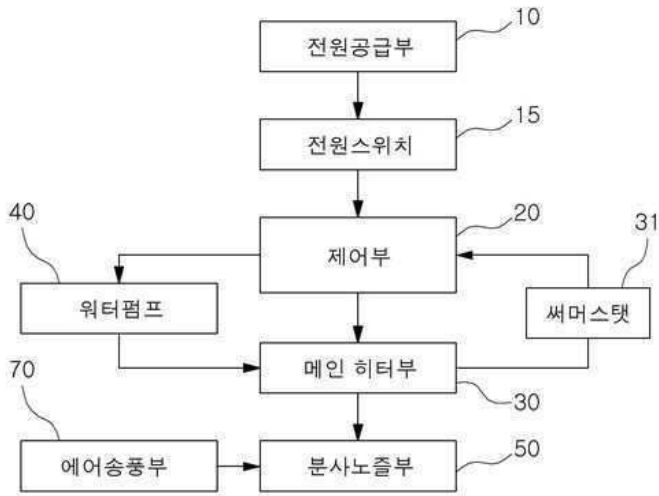 전원공급부
10
전원스위치
15
40
제어부
20
31
워터펌프
써머스탯
70
메인 히터부
30
에어송풍부
분사노즐부
50